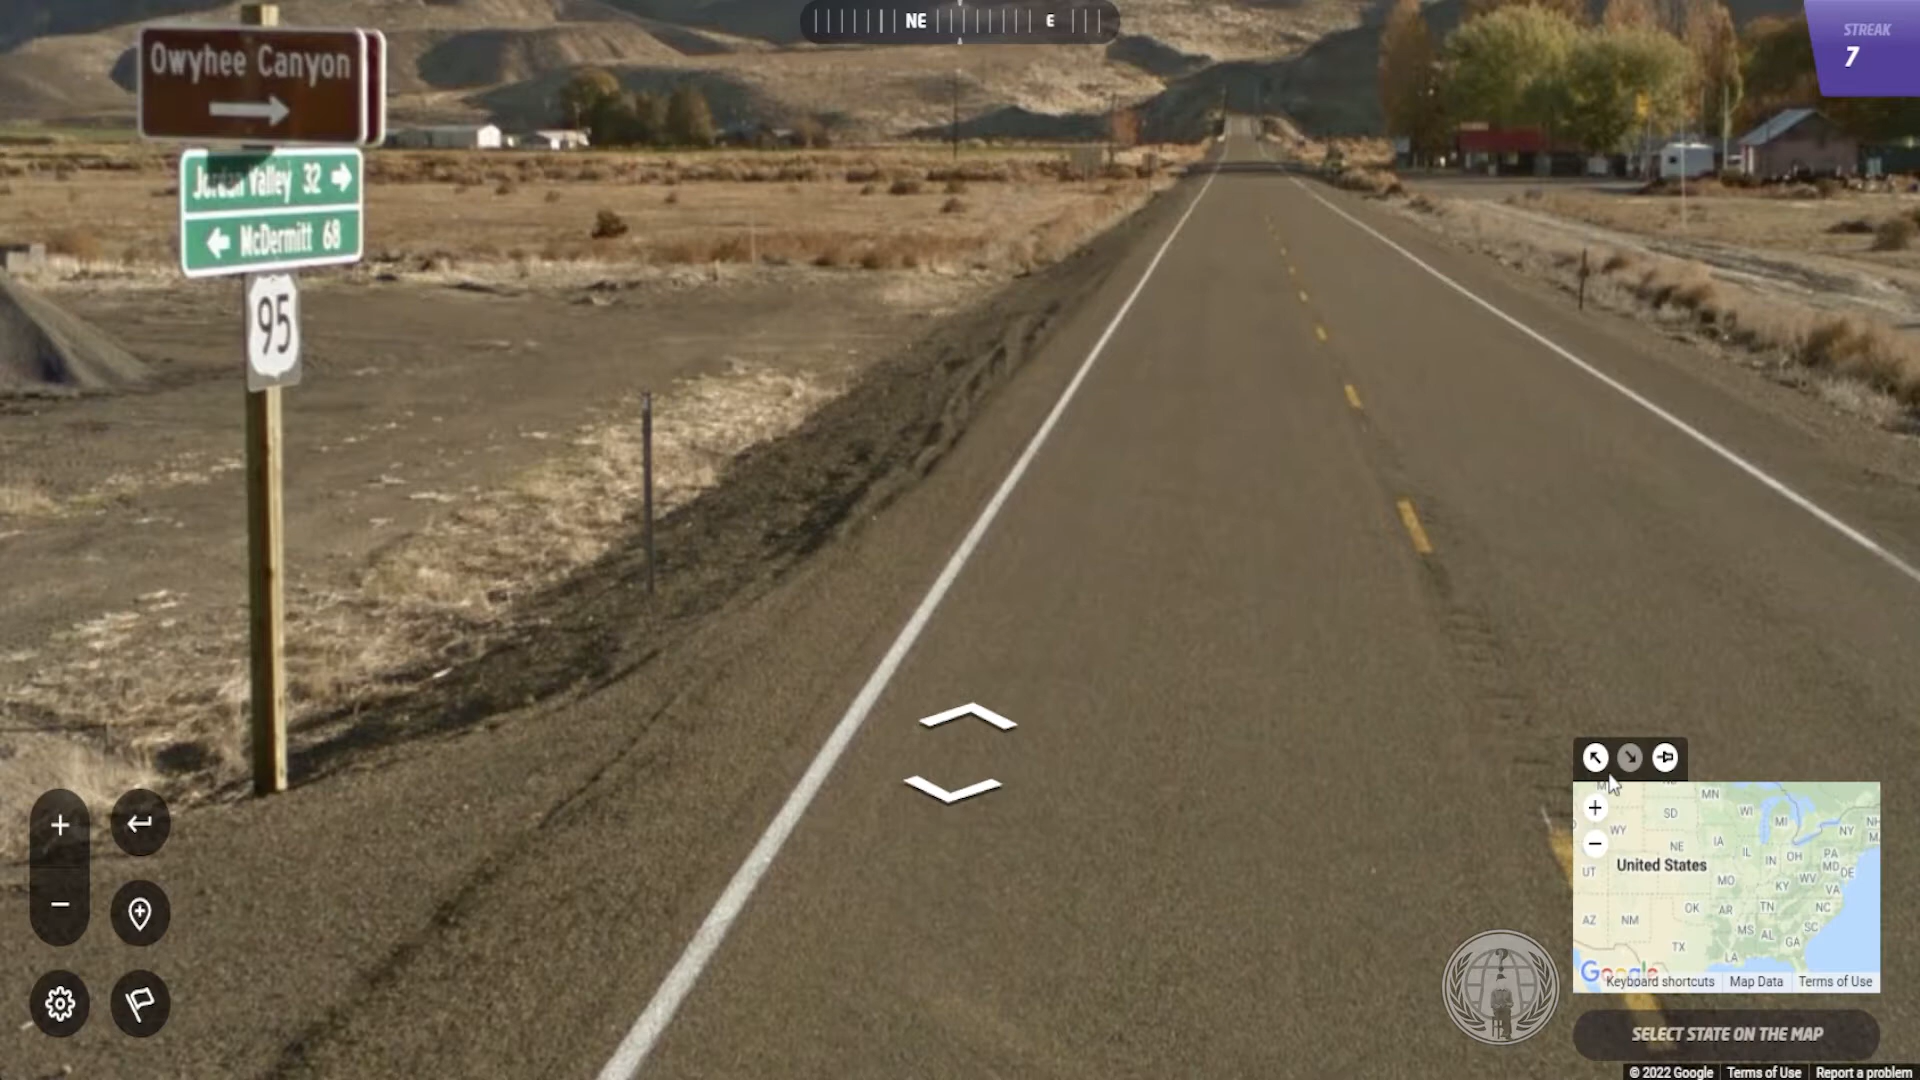 NE
E
STREAK
7
Owyhee Canyon
Jordan Valley 32
McDermitt 68
95
MN
SD
WI
MI
NY
NH
WY
IA
NE
IL
IN
OH
PA
MD
DE
UT
United States
MO
KY
WV
VA
AZ
NM
OK
AR
TN
NC
MS
AL
SC
GA
TX
LA
Google
Keyboard shortcuts
Map Data
Terms of Use
SELECT STATE ON THE MAP
© 2022 Google
Terms of Use
Report a problem